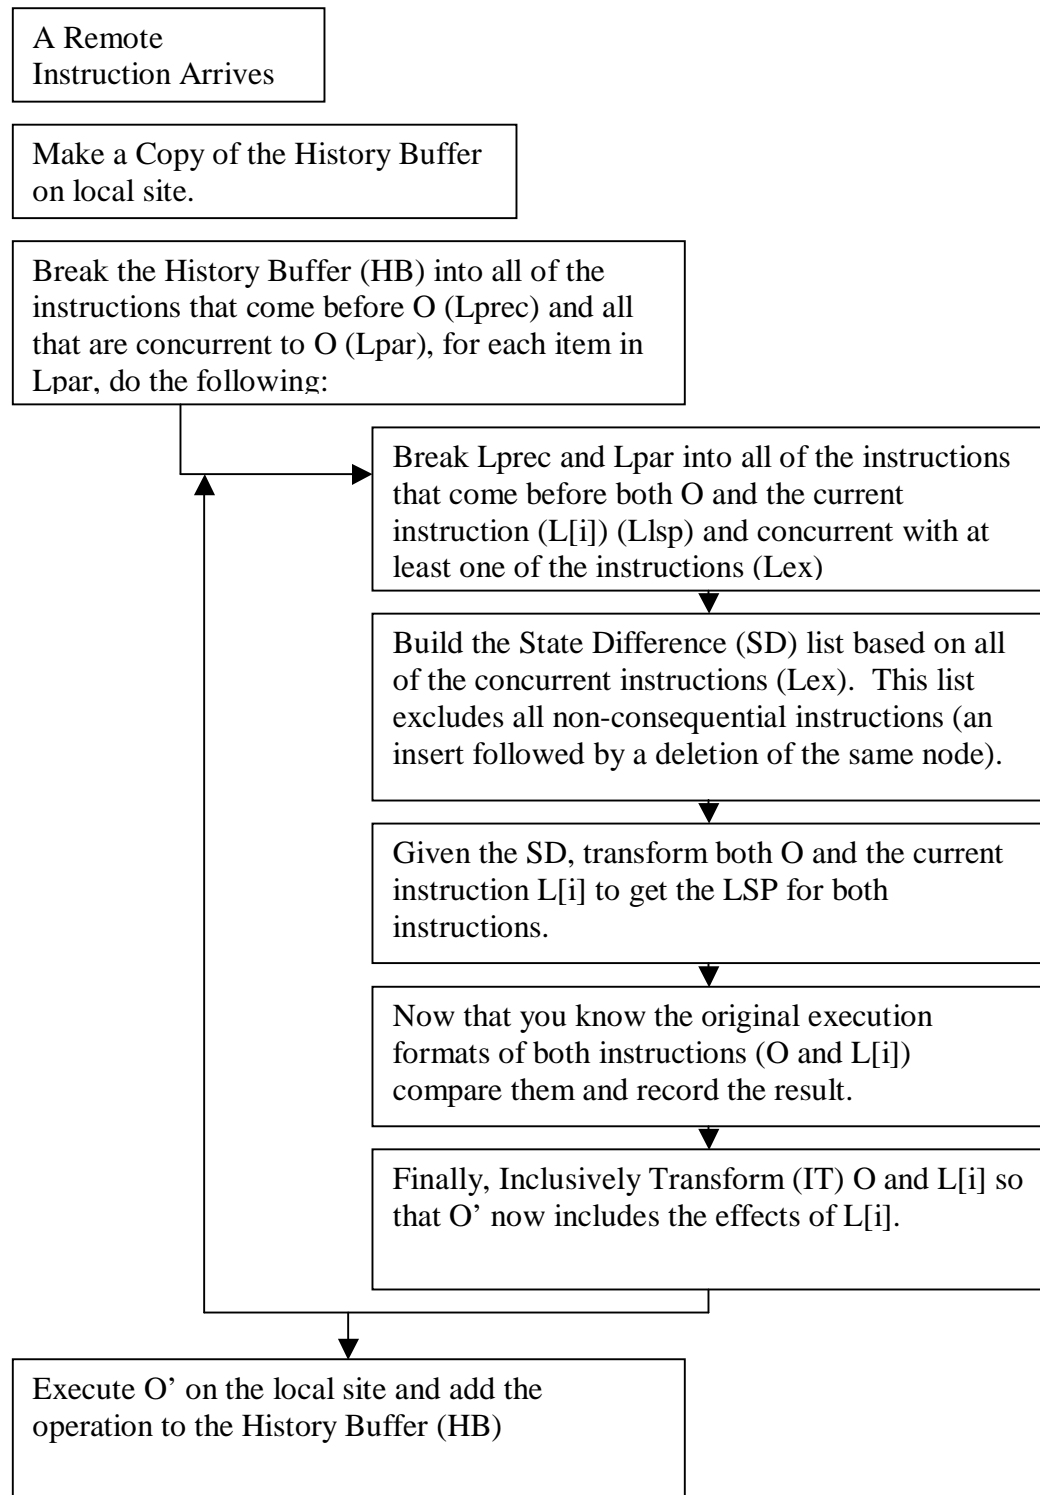 A Remote
Instruction Arrives
Make a Copy of the History Buffer
on local site.
Break the History Buffer (HB) into all of the
instructions that come before O (Lprec) and all
that are concurrent to O (Lpar), for each item in
Lpar, do the following:
Break Lprec and Lpar into all of the instructions
that come before both O and the current
instruction (L[i]) (Llsp) and concurrent with at
least one of the instructions (Lex)
Build the State Difference (SD) list based on all
of the concurrent instructions (Lex).  This list
excludes all non-consequential instructions (an
insert followed by a deletion of the same node).
Given the SD, transform both O and the current
instruction L[i] to get the LSP for both
instructions.
Now that you know the original execution
formats of both instructions (O and L[i])
compare them and record the result.
Finally, Inclusively Transform (IT) O and L[i] so
that O’ now includes the effects of L[i].
Execute O’ on the local site and add the
operation to the History Buffer (HB)